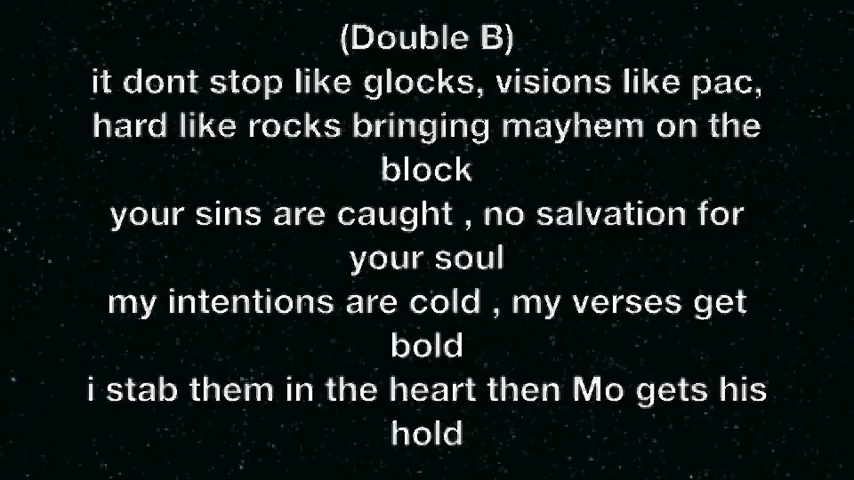 (Double B)
it dont stop like glocks, visions like pac,
hard like rocks bringing mayhem on the
block
your sins are caught , no salvation for
your soul
my intentions are cold , my verses get
bold
i stab them in the heart then Mo gets his
hold